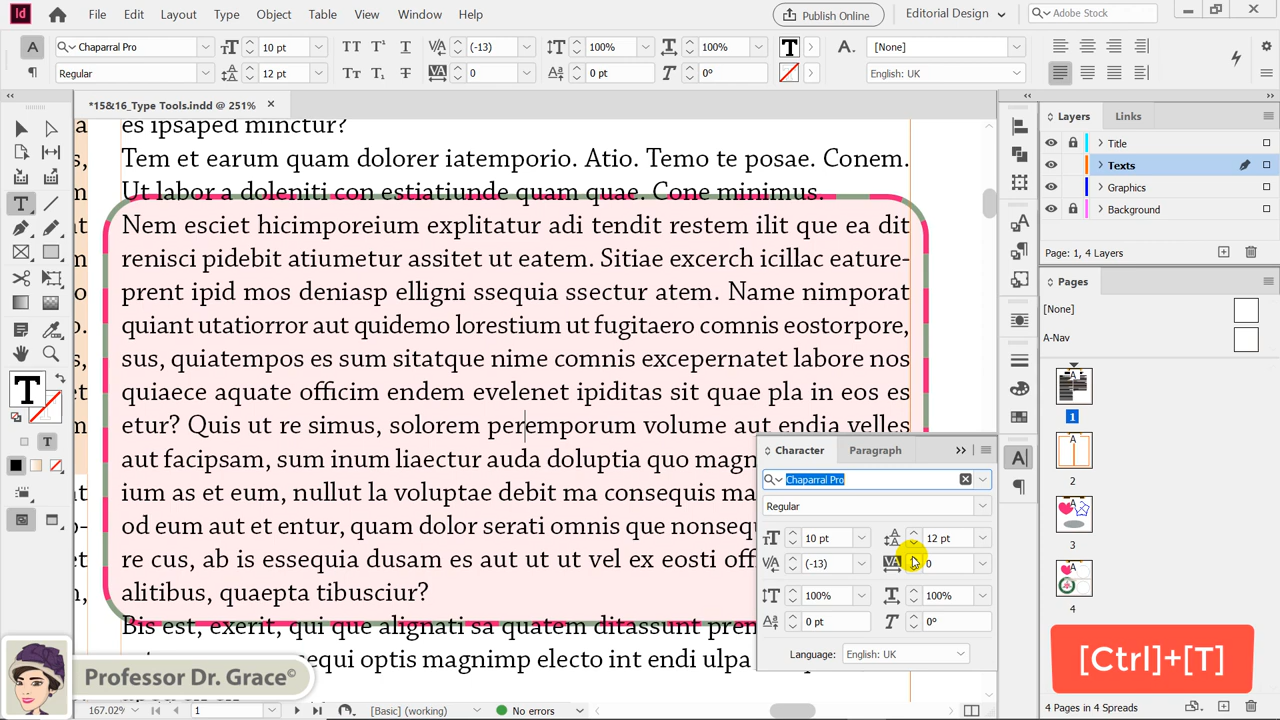 Id File Edit Layout Type Object Table View Window Help Publish Online Editorial Design Adobe Stock
A Chaparral Pro 10 pt TT T¹ T V/A (-13) 100% 100% T A. [None]
¶ Regular 12 pt Tт T₁ T VA 0 0 pt 0° English: UK
*15&16_Type Tools.indd @ 251% ×
es ipsaped minctur?
Tem et earum quam dolorer iatemporio. Atio. Temo te posae. Conem.
Ut labor a doleniti con estiatiunde quam quae. Cone minimus.
Nem esciet hicimporeium explitatur adi tendit restem ilit que ea dit
renisci pidebit atiumetur assitet ut eatem. Sitiae excerch icillac eature-
prent ipid mos deniasp elligni ssequia ssectur atem. Name nimporat
quiant utatiorror aut quidemo lorestium ut fugitaero comnis eostorpore,
sus, quiatempos es sum sitatque nime comnis excepernatet labore nos
quiaece aquate officim endem evelenet ipiditas sit quae pla in eos es
etur? Quis ut re simus, solorem peremporum volume aut endia velles
aut facipsam, sum inum liaectur auda doluptia quo magn
ium as et eum, nullut la voluptae debit ma consequis ma
od eum aut et entur, quam dolor serati omnis que nonseq
re cus, ab is essequia dusam es aut ut ut vel ex eosti off
alitibus, quaepta tibusciur?
Bis est, exerit, qui que alignati sa quatem ditassunt pren
sequi optis magnimp electo int endi ulpa
Character Paragraph
Chaparral Pro
Regular
10 pt 12 pt
(-13) 0
100% 100%
0 pt 0°
Language: English: UK
Layers Links
Title
Texts
Graphics
Background
Page: 1, 4 Layers
Pages
[None]
A-Nav
A
1
A
2
A
3
A
4
4 Pages in 4 Spreads
[Ctrl]+[T]
Professor Dr. Grace©
167.02% 1 [Basic] (working) No errors